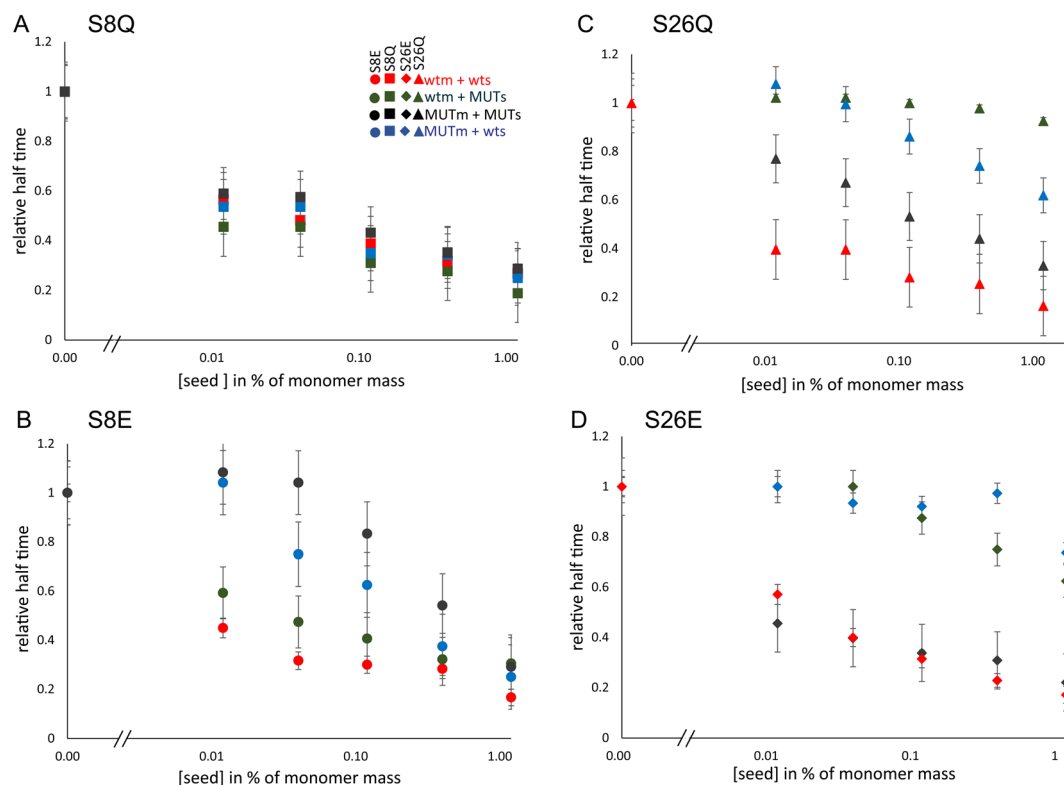 A S8Q
1.2
1
0.8
0.6
0.4
0.2
0
relative half time
0.00 0.01 0.10 1.00
[seed ] in % of monomer mass
S8E
S8Q
S26E
S26Q
wtm + wts
wtm + MUTs
MUTm + MUTs
MUTm + wts
C S26Q
1.2
1
0.8
0.6
0.4
0.2
0
relative half time
0.00 0.01 0.10 1.00
[seed] in % of monomer mass
B S8E
1.2
1
0.8
0.6
0.4
0.2
0
relative half time
0.00 0.01 0.10 1.00
[seed] in % of monomer mass
D S26E
1.2
1
0.8
0.6
0.4
0.2
0
relative half time
0.00 0.01 0.1 1
[seed] in % of monomer mass